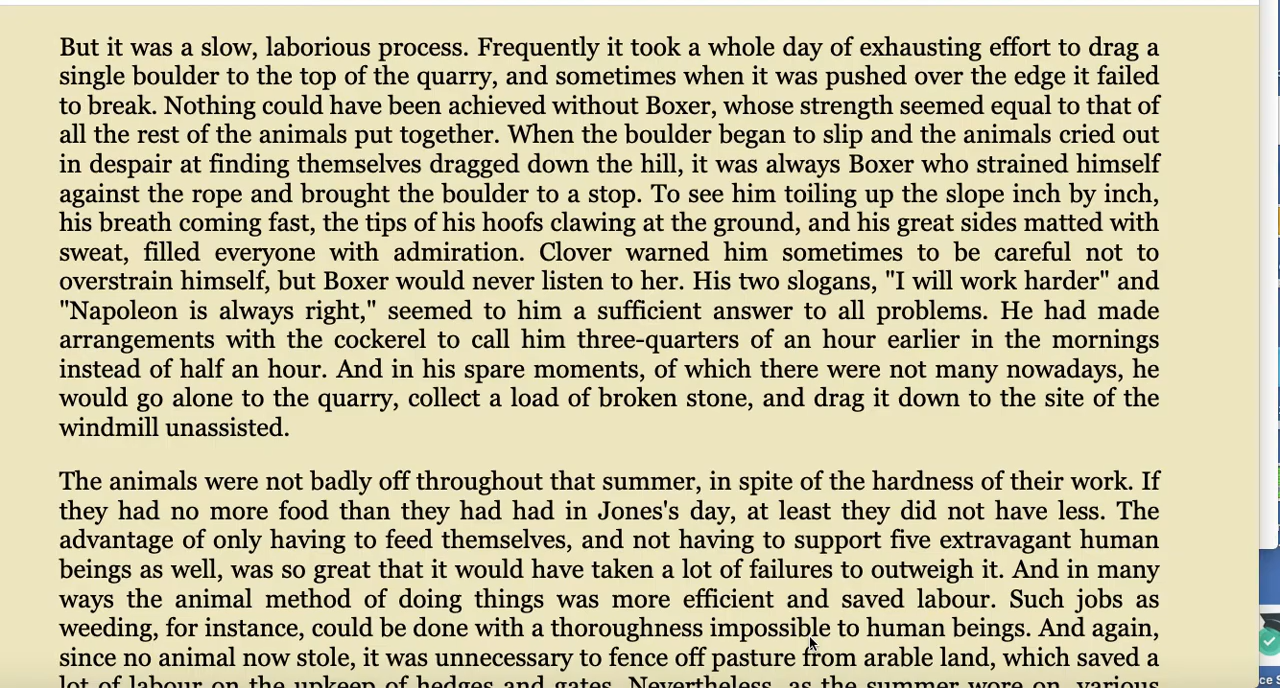 But it was a slow, laborious process. Frequently it took a whole day of exhausting effort to drag a
single boulder to the top of the quarry, and sometimes when it was pushed over the edge it failed
to break. Nothing could have been achieved without Boxer, whose strength seemed equal to that of
all the rest of the animals put together. When the boulder began to slip and the animals cried out
in despair at finding themselves dragged down the hill, it was always Boxer who strained himself
against the rope and brought the boulder to a stop. To see him toiling up the slope inch by inch,
his breath coming fast, the tips of his hoofs clawing at the ground, and his great sides matted with
sweat, filled everyone with admiration. Clover warned him sometimes to be careful not to
overstrain himself, but Boxer would never listen to her. His two slogans, "I will work harder" and
"Napoleon is always right," seemed to him a sufficient answer to all problems. He had made
arrangements with the cockerel to call him three-quarters of an hour earlier in the mornings
instead of half an hour. And in his spare moments, of which there were not many nowadays, he
would go alone to the quarry, collect a load of broken stone, and drag it down to the site of the
windmill unassisted.
The animals were not badly off throughout that summer, in spite of the hardness of their work. If
they had no more food than they had had in Jones's day, at least they did not have less. The
advantage of only having to feed themselves, and not having to support five extravagant human
beings as well, was so great that it would have taken a lot of failures to outweigh it. And in many
ways the animal method of doing things was more efficient and saved labour. Such jobs as
weeding, for instance, could be done with a thoroughness impossible to human beings. And again,
since no animal now stole, it was unnecessary to fence off pasture from arable land, which saved a
lot of labour on the upkeep of hedges and gates. Nevertheless, as the summer wore on, various
ce S